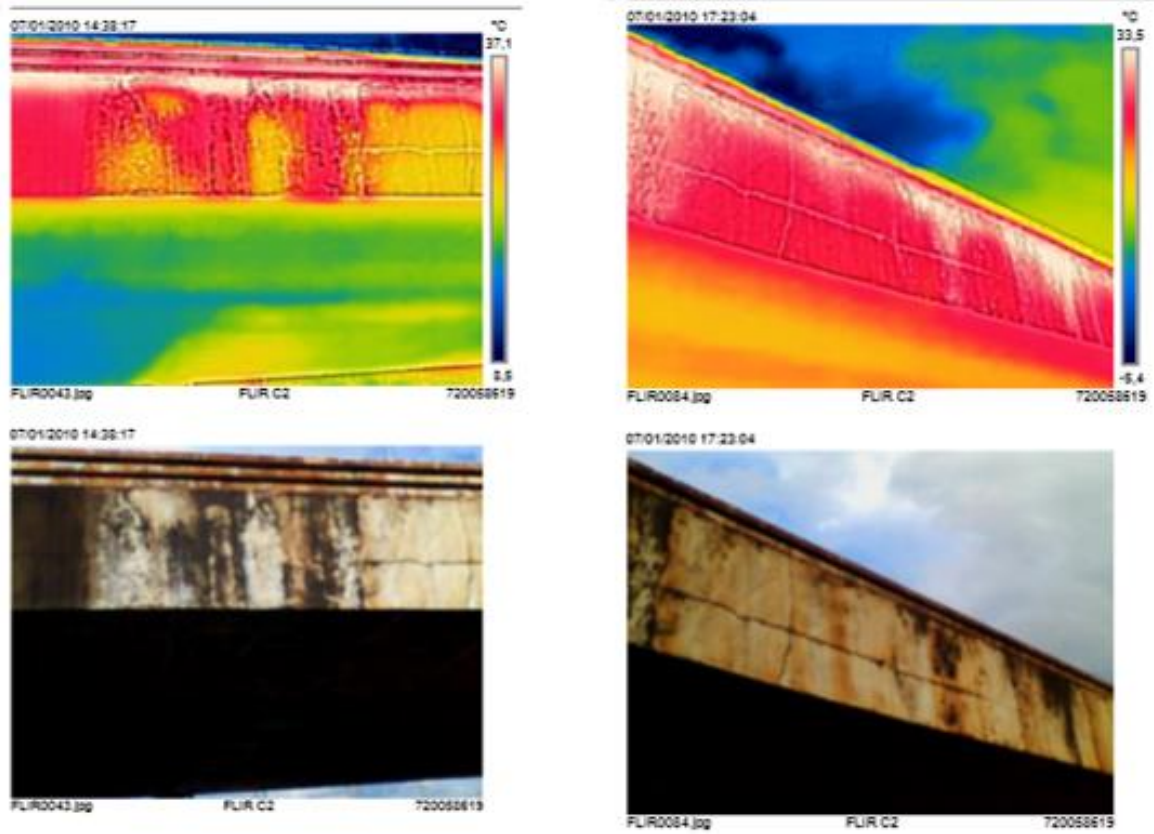 07/01/2010 14:38:17
°C
37,1
8,5
FLIR0043.jpg FLIR C2 720058619
07/01/2010 17:23:04
°C
33,5
-5,4
FLIR0084.jpg FLIR C2 720058619
07/01/2010 14:38:17
FLIR0043.jpg FLIR C2 720058619
07/01/2010 17:23:04
FLIR0084.jpg FLIR C2 720058619